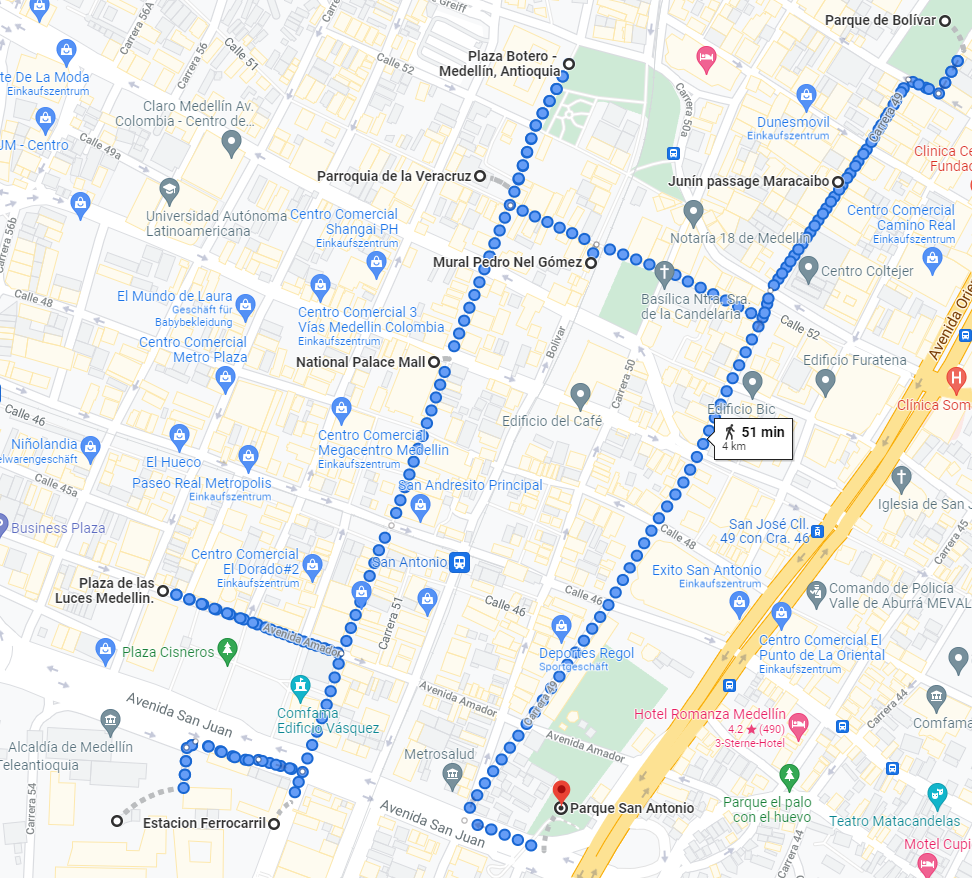 Greiff
Parque de Bolívar
Carrera 56A
Carrera 56
Calle 51
Calle 52
Plaza Botero -
Medellín, Antioquia
te De La Moda
Einkaufszentrum
Claro Medellín Av.
Colombia - Centro de...
Carrera 50a
Carrera 49
Dunesmovil
Einkaufszentrum
UM - Centro
Calle 49a
Clinica Ce
Fundac
Parroquia de la Veracruz
Junín passage Maracaibo
Universidad Autónoma
Latinoamericana
Centro Comercial
Shangai PH
Einkaufszentrum
Centro Comercial
Camino Real
Einkaufszentrum
Carrera 56b
Notaría 18 de Medellín
Mural Pedro Nel Gómez
Centro Coltejer
Basílica Ntra. Sra.
de la Candelaria
Calle 48
El Mundo de Laura
Geschäft für
Babybekleidung
Centro Comercial 3
Vías Medellin Colombia
Einkaufszentrum
Calle 52
Avenida Orie
Centro Comercial
Metro Plaza
Bolívar
National Palace Mall
Carrera 50
Edificio Furatena
Edificio Bic
Clínica Som
Calle 46
Edificio del Café
51 min
4 km
Niñolandia
elwarengeschäft
El Hueco
Centro Comercial
Megacentro Medellin
Einkaufszentrum
Paseo Real Metropolis
Einkaufszentrum
Calle 45a
San Andresito Principal
Iglesia de San J
Business Plaza
San José Cll.
49 con Cra. 46
Calle 48
Carrera 45
Centro Comercial
El Dorado#2
Einkaufszentrum
San Antonio
Exito San Antonio
Einkaufszentrum
Plaza de las
Luces Medellin.
Calle 46
Calle 46
Comando de Policía
Valle de Aburrá MEVAL
Carrera 51
Avenida Amador
Plaza Cisneros
Deportes Regol
Sportgeschäft
Centro Comercial El
Punto de La Oriental
Einkaufszentrum
Avenida Amador
Carrera 49
Carrera 44
Avenida San Juan
Comfama
Edificio Vásquez
Hotel Romanza Medellín
4.2 ★ (490)
3-Sterne-Hotel
Comfama
Alcaldía de Medellín
Teleantioquia
Avenida Amador
Metrosalud
Carrera 54
Estacion Ferrocarril
Avenida San Juan
Parque San Antonio
Parque el palo
con el huevo
Teatro Matacandelas
Carrera 44
Motel Cupi